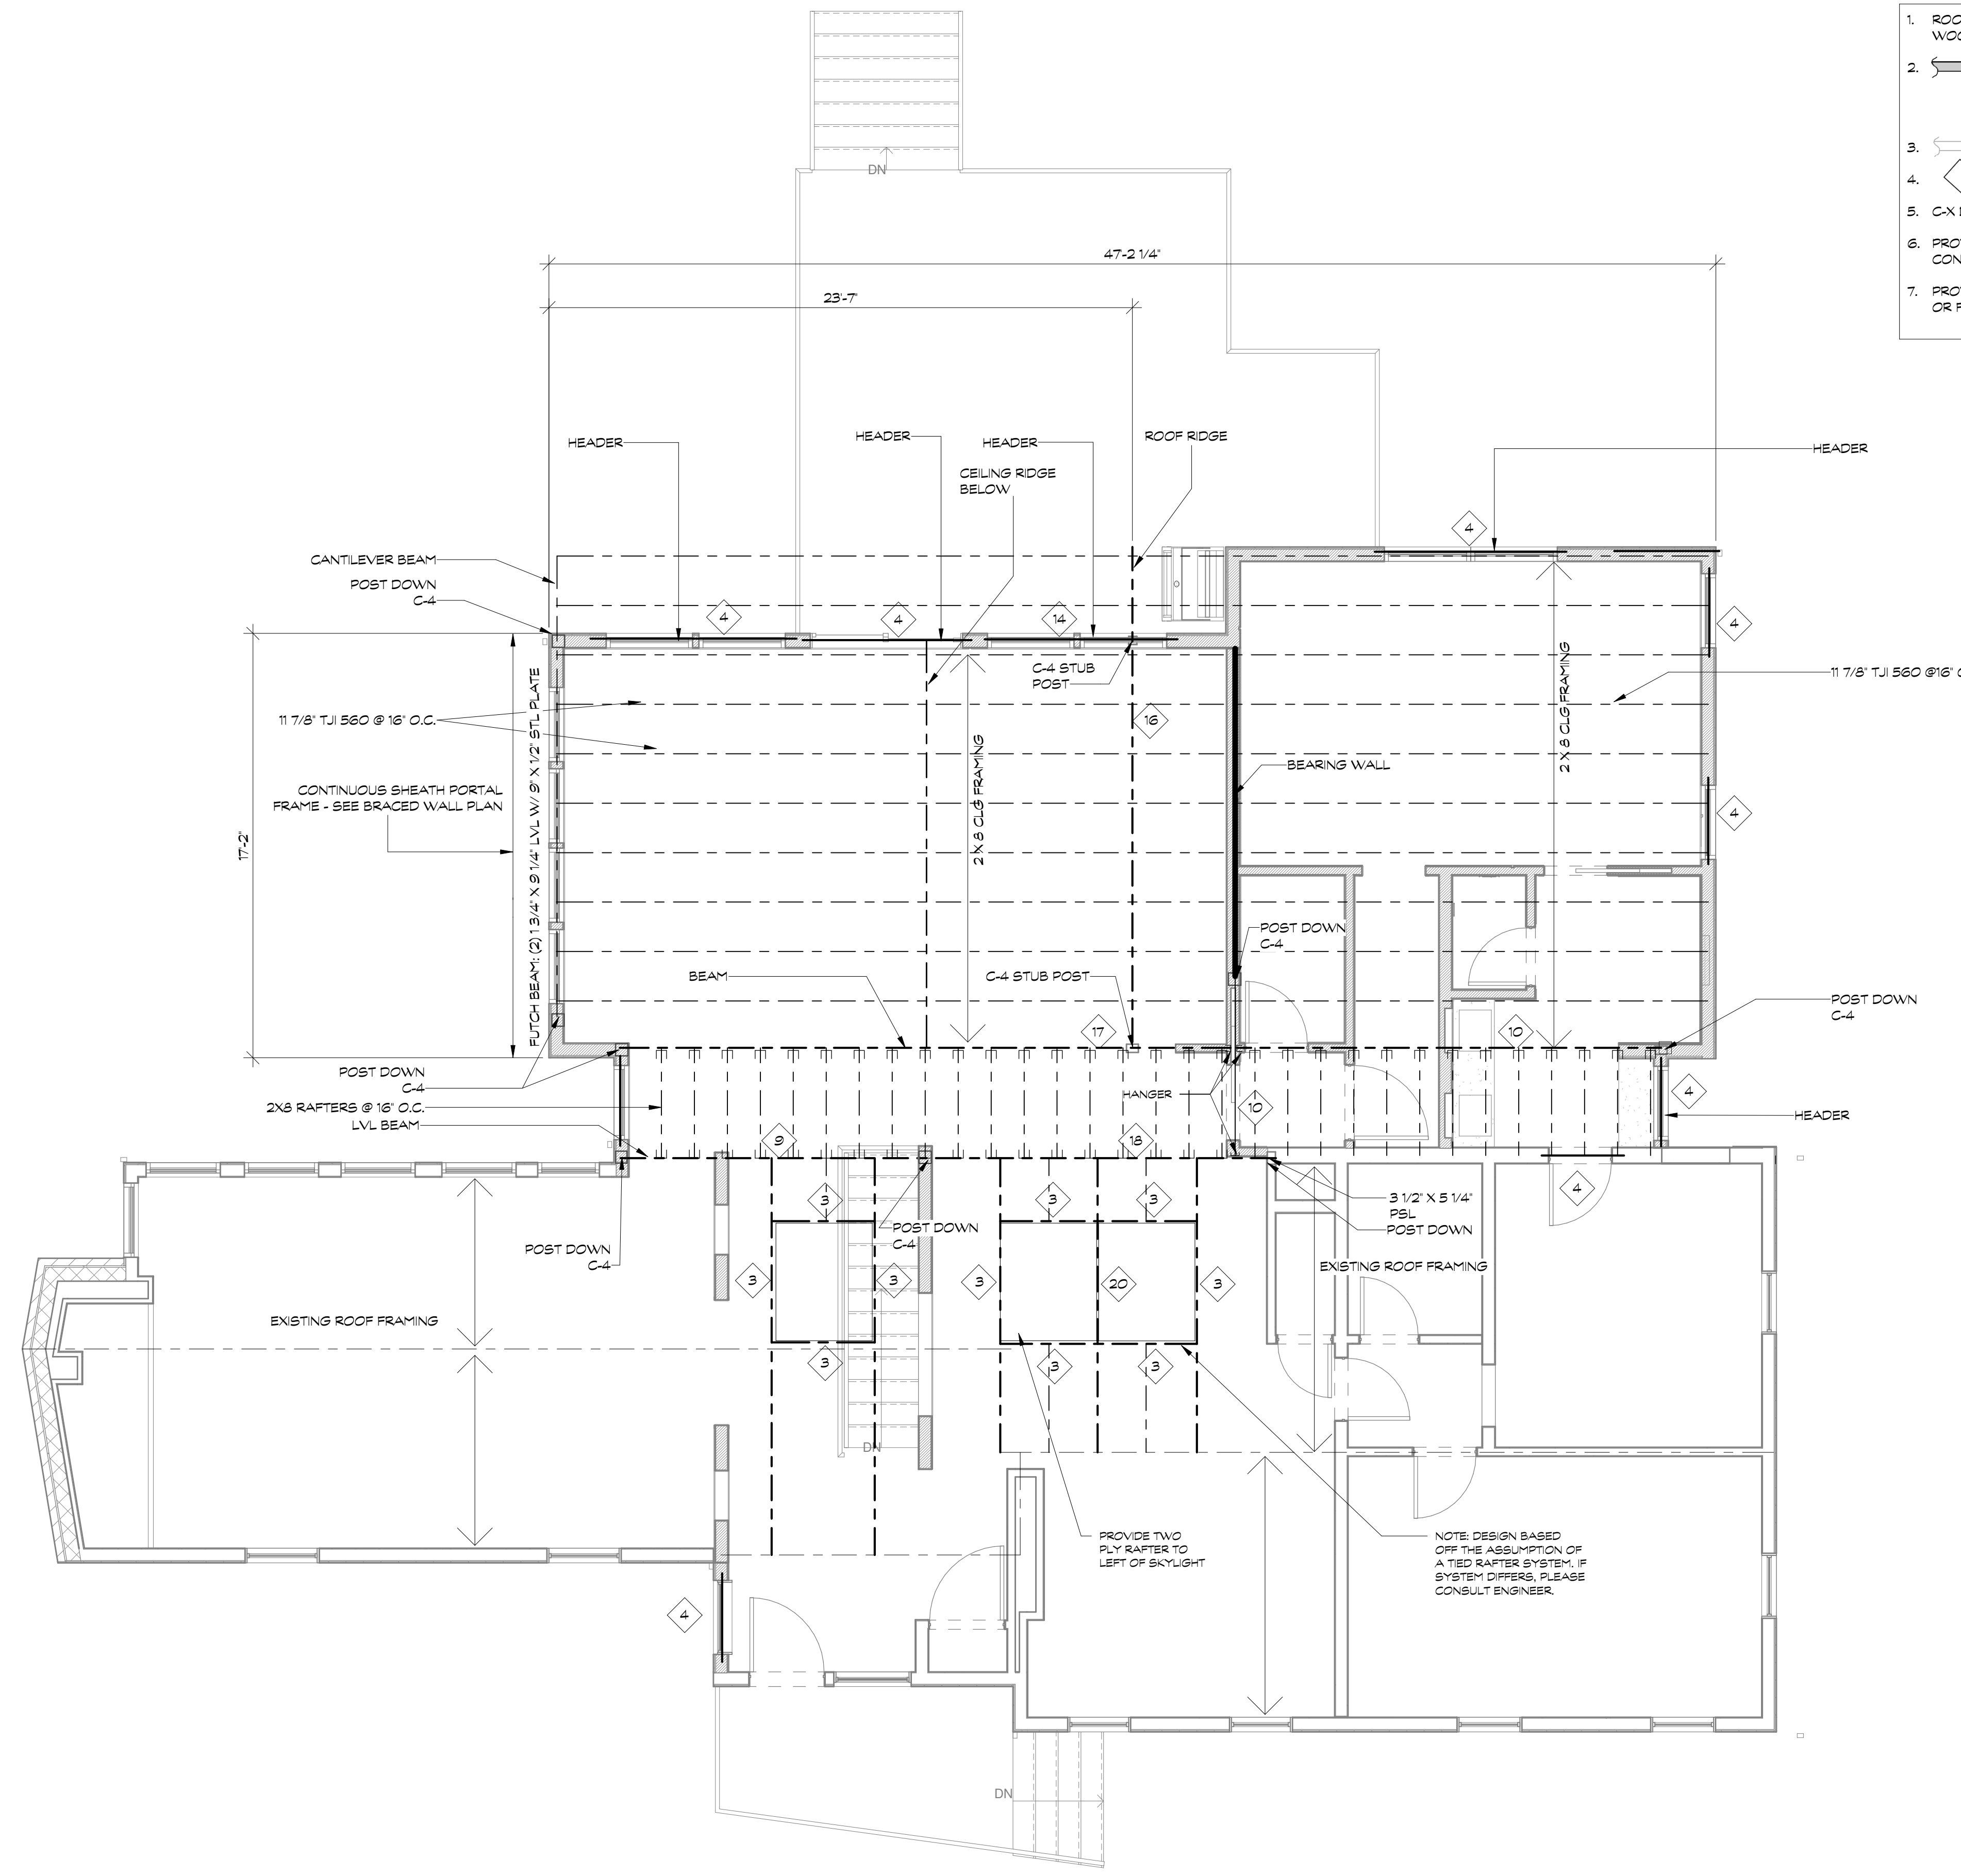 1. ROO
WOO
2.
3.
4.
5. C-X
6. PRO
CON
7. PRO
OR F
DN
47'-2 1/4"
23'-7"
HEADER
HEADER
HEADER
ROOF RIDGE
HEADER
CEILING RIDGE
BELOW
4
CANTILEVER BEAM
POST DOWN
C-4
4
4
14
4
C-4 STUB
POST
11 7/8" TJI 560 @ 16" O.C.
11 7/8" TJI 560 @16"
16
2 X 8 CLG FRAMING
2 X 8 CLG FRAMING
FUTCH BEAM: (2) 1 3/4" X 9 1/4" LVL W/ 9" X 1/2" STL PLATE
BEARING WALL
CONTINUOUS SHEATH PORTAL
FRAME - SEE BRACED WALL PLAN
17'-2"
4
POST DOWN
C-4
BEAM
C-4 STUB POST
POST DOWN
C-4
17
10
POST DOWN
C-4
2X8 RAFTERS @ 16" O.C.
LVL BEAM
HANGER
10
4
HEADER
9
18
3
3
3
3 1/2" X 5 1/4"
PSL
POST DOWN
4
POST DOWN
C-4
POST DOWN
C-4
3
3
3
20
3
EXISTING ROOF FRAMING
EXISTING ROOF FRAMING
3
3
3
DN
PROVIDE TWO
PLY RAFTER TO
LEFT OF SKYLIGHT
NOTE: DESIGN BASED
OFF THE ASSUMPTION OF
A TIED RAFTER SYSTEM. IF
SYSTEM DIFFERS, PLEASE
CONSULT ENGINEER.
4
DN